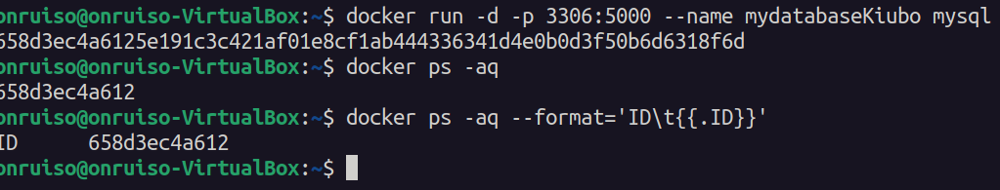 onruiso@onruiso-VirtualBox:~$ docker run -d -p 3306:5000 --name mydatabaseKiubo mysql
658d3ec4a6125e191c3c421af01e8cf1ab444336341d4e0b0d3f50b6d6318f6d
onruiso@onruiso-VirtualBox:~$ docker ps -aq
658d3ec4a612
onruiso@onruiso-VirtualBox:~$ docker ps -aq --format='ID\t{{.ID}}'
ID      658d3ec4a612
onruiso@onruiso-VirtualBox:~$